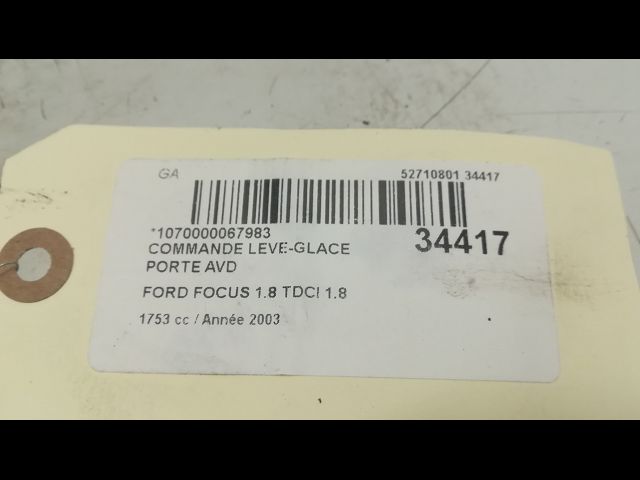 GA 52710801 34417
*1070000067983 34417
COMMANDE LEVE-GLACE
PORTE AVD
FORD FOCUS 1.8 TDCI 1.8
1753 cc / Année 2003